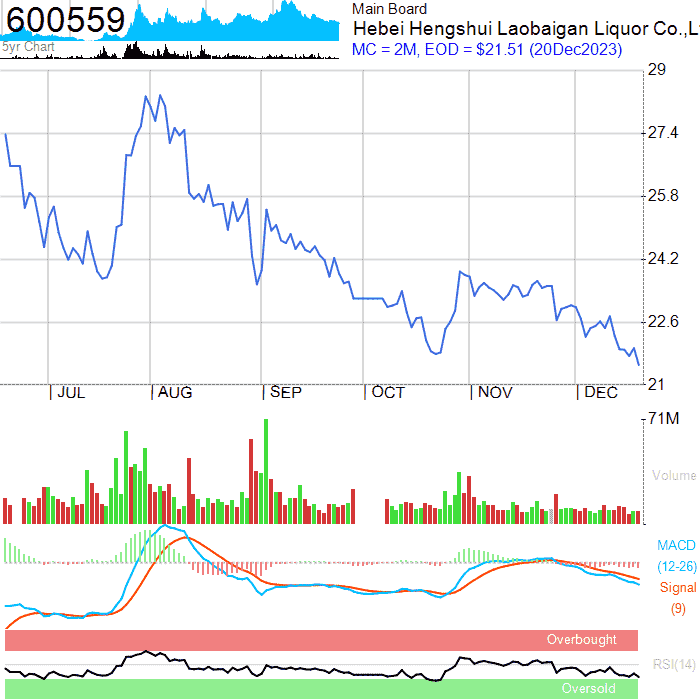 600559
5yr Chart
Main Board
Hebei Hengshui Laobaigan Liquor Co.,L
MC = 2M, EOD = $21.51 (20Dec2023)
29
27.4
25.8
24.2
22.6
21
JUL AUG SEP OCT NOV DEC
71M
Volume
MACD
(12-26)
Signal
(9)
Overbought
RSI(14)
Oversold